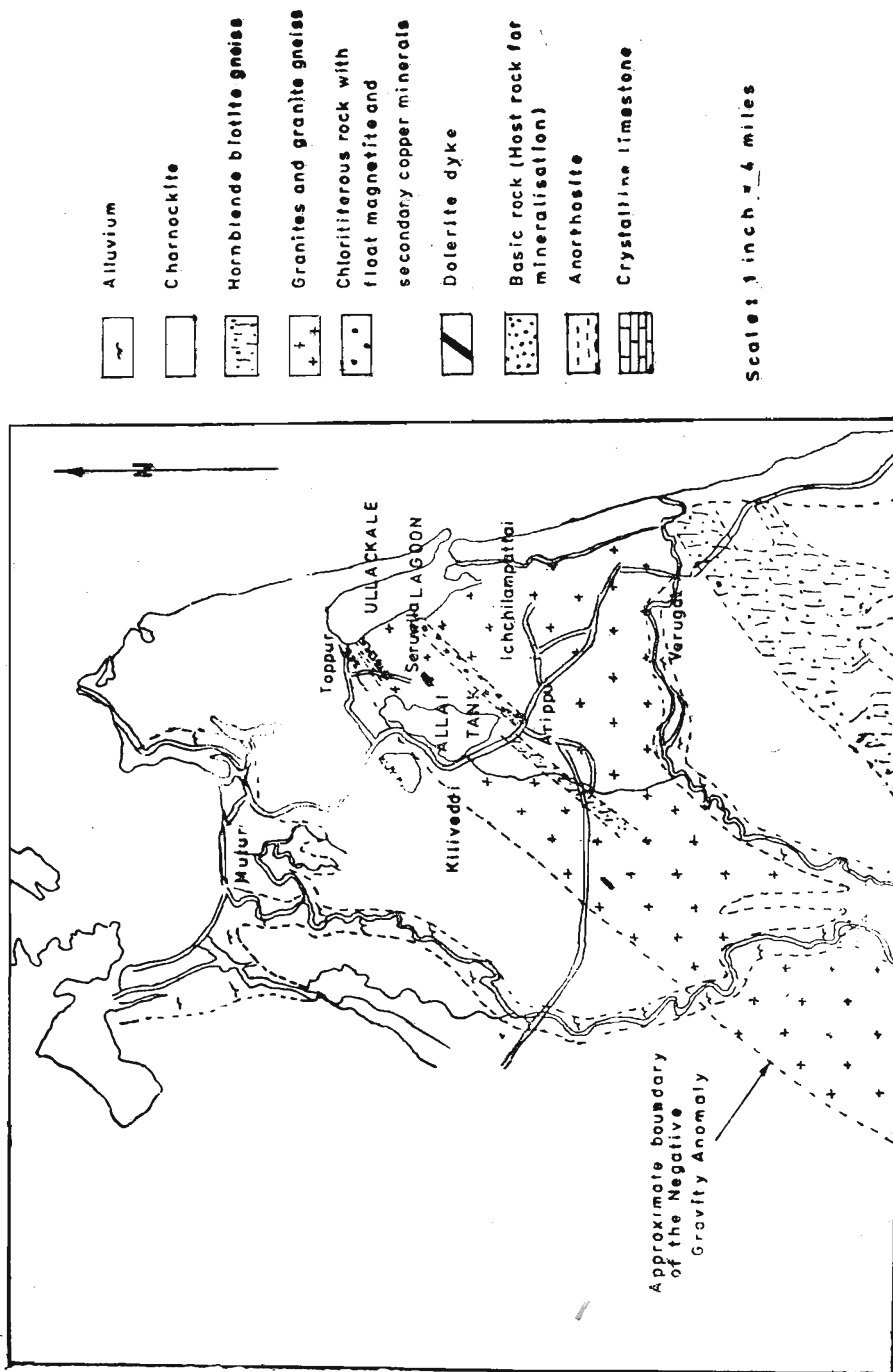 N
Mutur
Toppur
ULLACKALE
Seruwila
LAGOON
Killveddi
ALLAI
TANK
Ichchilampattai
Arippu
Verugal
Approximate boundary
of the Negative
Gravity Anomaly
Alluvium
Charnockite
Hornblende biotite gneiss
Granites and granite gneiss
Chlorititerous rock with
float magnetite and
secondary copper minerals
Dolerite dyke
Basic rock (Host rock for
mineralisation)
Anorthosite
Crystalline limestone
Scale: 1 inch = 4 miles